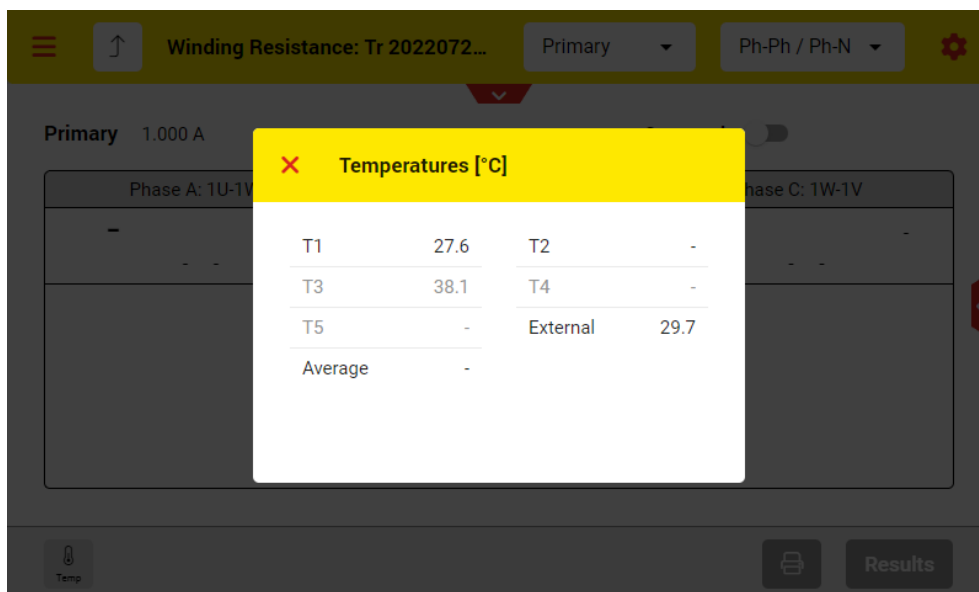 Winding Resistance: Tr 2022072...
Primary
Ph-Ph / Ph-N
Primary 1.000 A
Temperatures [°C]
Phase A: 1U-1
hase C: 1W-1V
T1 27.6 T2 -
T3 38.1 T4 -
T5 - External 29.7
Average -
Temp
Results